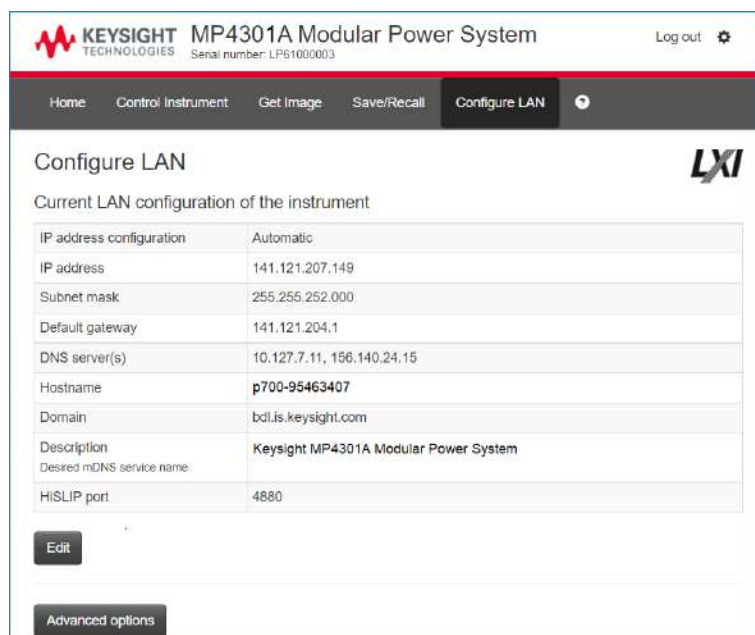 KEYSIGHT TECHNOLOGIES
MP4301A Modular Power System
Serial number: LP61000003
Log out
Home Control Instrument Get Image Save/Recall Configure LAN ?
Configure LAN
LXI
Current LAN configuration of the instrument
IP address configuration Automatic
IP address 141.121.207.149
Subnet mask 255.255.252.000
Default gateway 141.121.204.1
DNS server(s) 10.127.7.11, 156.140.24.15
Hostname p700-95463407
Domain bdl.is.keysight.com
Description Keysight MP4301A Modular Power System
Desired mDNS service name
HiSLIP port 4880
Edit
Advanced options